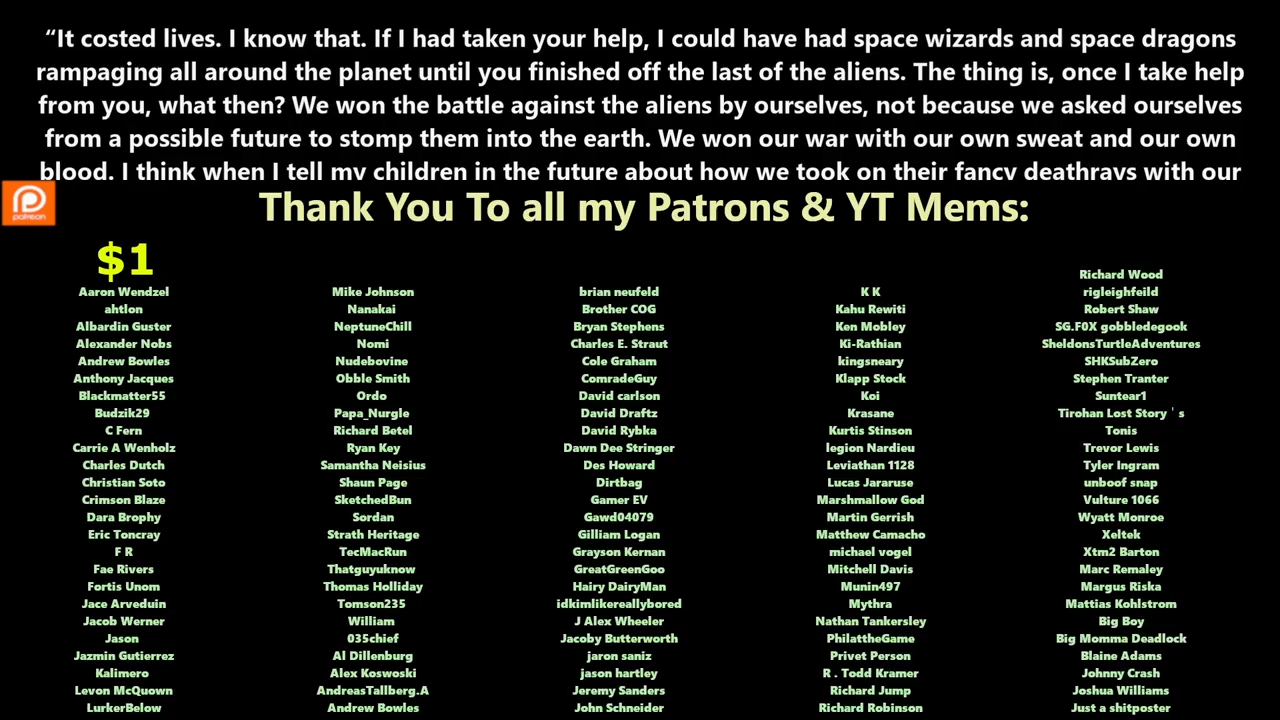 “It costed lives. I know that. If I had taken your help, I could have had space wizards and space dragons
rampaging all around the planet until you finished off the last of the aliens. The thing is, once I take help
from you, what then? We won the battle against the aliens by ourselves, not because we asked ourselves
from a possible future to stomp them into the earth. We won our war with our own sweat and our own
blood. I think when I tell my children in the future about how we took on their fancy deathrays with our
patreon
Thank You To all my Patrons & YT Mems:
$1
Aaron Wendzel
ahtlon
Albardin Guster
Alexander Nobs
Andrew Bowles
Anthony Jacques
Blackmatter55
Budzik29
C Fern
Carrie A Wenholz
Charles Dutch
Christian Soto
Crimson Blaze
Dara Brophy
Eric Toncray
F R
Fae Rivers
Fortis Unom
Jace Arveduin
Jacob Werner
Jason
Jazmin Gutierrez
Kalimero
Levon McQuown
LurkerBelow
Mike Johnson
Nanakai
NeptuneChill
Nomi
Nudebovine
Obble Smith
Ordo
Papa_Nurgle
Richard Betel
Ryan Key
Samantha Neisius
Shaun Page
SketchedBun
Sørdan
Strath Heritage
TecMacRun
Thatguyuknow
Thomas Holliday
Tomson235
William
035chief
Al Dillenburg
Alex Koswoski
AndreasTallberg.A
Andrew Bowles
brian neufeld
Brother COG
Bryan Stephens
Charles E. Straut
Cole Graham
ComradeGuy
David carlson
David Draftz
David Rybka
Dawn Dee Stringer
Des Howard
Dirtbag
Gamer EV
Gawd04079
Gilliam Logan
Grayson Kernan
GreatGreenGoo
Hairy DairyMan
idkimlikereallybored
J Alex Wheeler
Jacoby Butterworth
jaron saniz
jason hartley
Jeremy Sanders
John Schneider
K K
Kahu Rewiti
Ken Mobley
Ki-Rathian
kingsneary
Klapp Stock
Koi
Krasane
Kurtis Stinson
legion Nardieu
Leviathan 1128
Lucas Jararuse
Marshmallow God
Martin Gerrish
Matthew Camacho
michael vogel
Mitchell Davis
Munin497
Mythra
Nathan Tankersley
PhilattheGame
Privet Person
R . Todd Kramer
Richard Jump
Richard Robinson
Richard Wood
rigleighfeild
Robert Shaw
SG.F0X gobbledegook
SheldonsTurtleAdventures
SHKSubZero
Stephen Tranter
Suntear1
Tirohan Lost Story ' s
Tonis
Trevor Lewis
Tyler Ingram
unboof snap
Vulture 1066
Wyatt Monroe
Xeltek
Xtm2 Barton
Marc Remaley
Margus Riska
Mattias Kohlstrom
Big Boy
Big Momma Deadlock
Blaine Adams
Johnny Crash
Joshua Williams
Just a shitposter